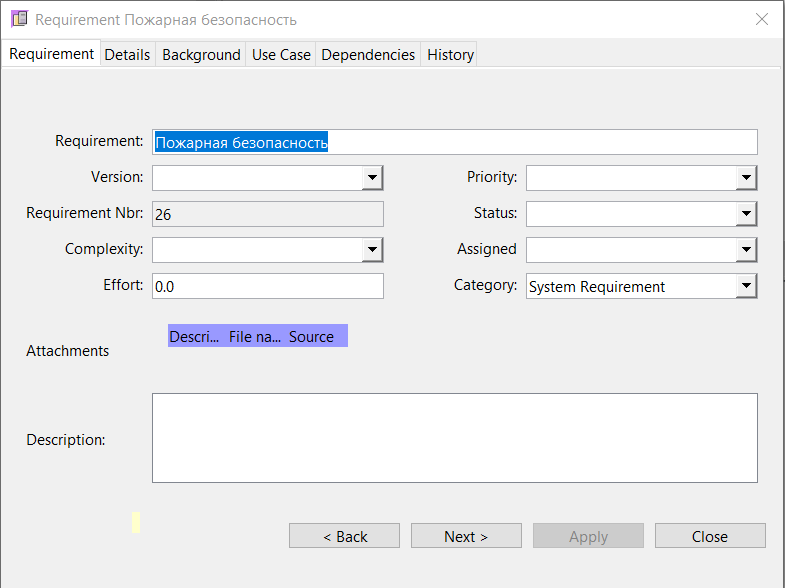 Requirement Пожарная безопасность
Requirement Details Background Use Case Dependencies History
Requirement: Пожарная безопасность
Version: Priority:
Requirement Nbr: 26 Status:
Complexity: Assigned
Effort: 0.0 Category: System Requirement
Descri... File na... Source
Attachments
Description:
< Back Next > Apply Close